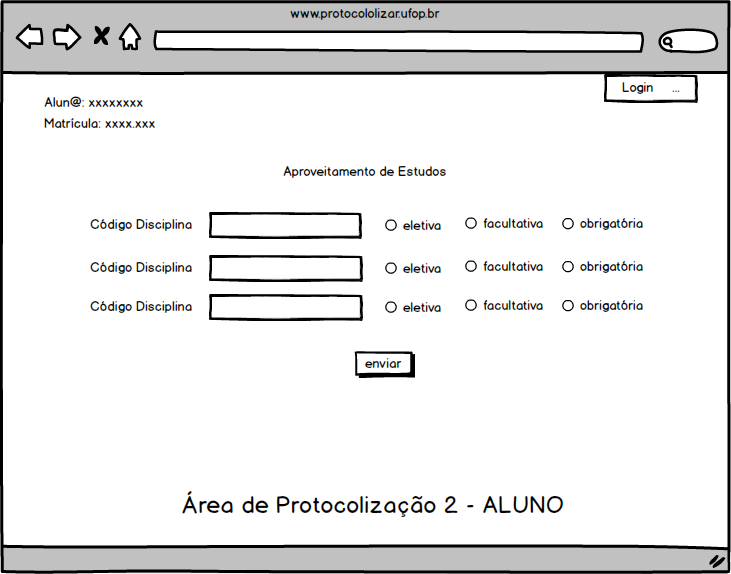 www.protocololizar.ufop.br
Login ...
Alun@: xxxxxxxx
Matrícula: xxxx.xxx
Aproveitamento de Estudos
Código Disciplina eletiva facultativa obrigatória
Código Disciplina eletiva facultativa obrigatória
Código Disciplina eletiva facultativa obrigatória
enviar
Área de Protocolização 2 - ALUNO